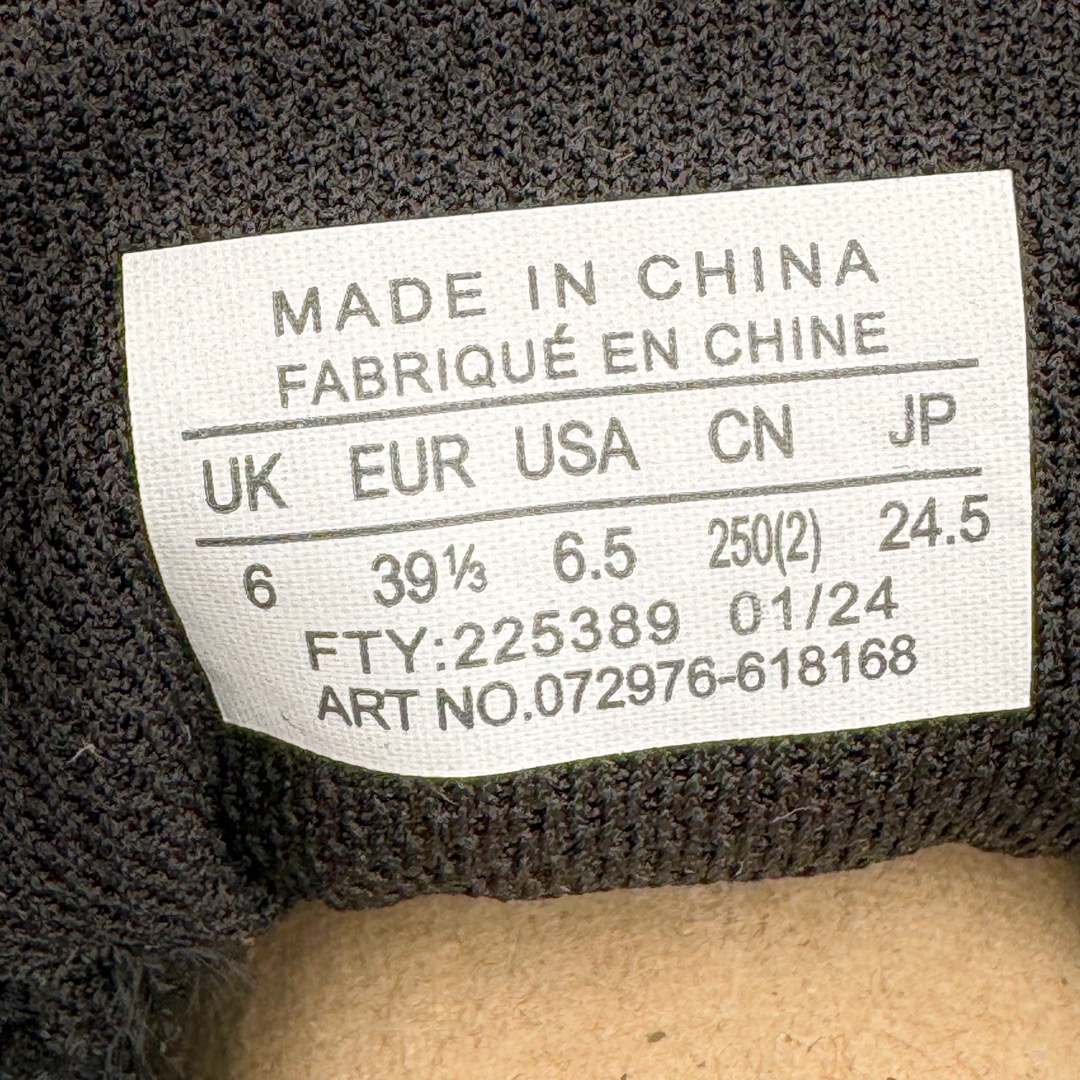 MADE IN CHINA
FABRIQUÉ EN CHINE
UK EUR USA CN JP
6 39⅓ 6.5 250(2) 24.5
FTY:225389 01/24
ART NO.072976-618168